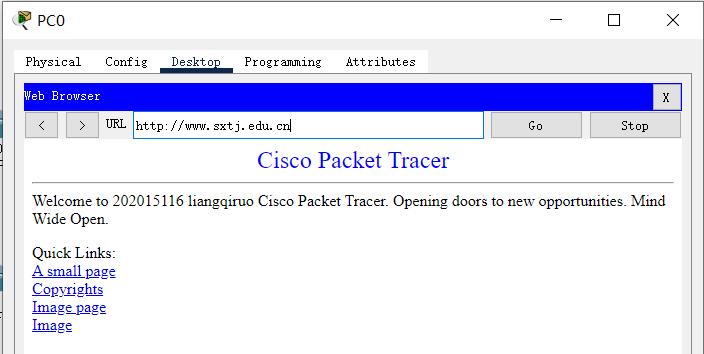 PC0
Physical Config Desktop Programming Attributes
Web Browser X
< > URL http://www.sxtj.edu.cn Go Stop
Cisco Packet Tracer
Welcome to 202015116 liangqiruo Cisco Packet Tracer. Opening doors to new opportunities. Mind
Wide Open.
Quick Links:
A small page
Copyrights
Image page
Image